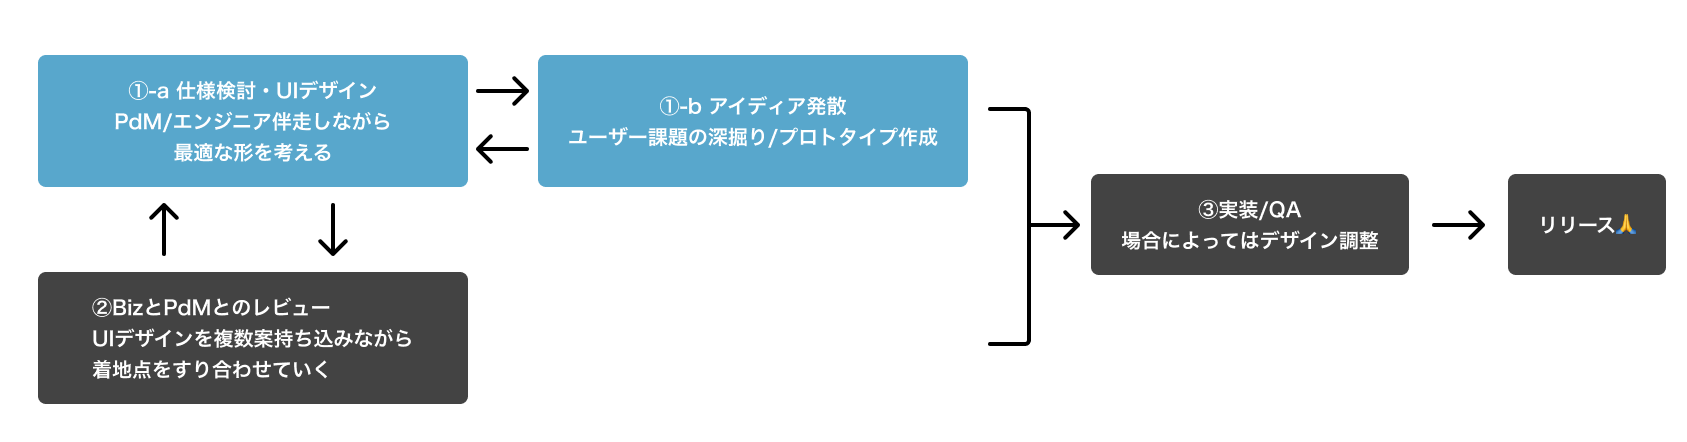 ①-a 仕様検討・UIデザイン
PdM/エンジニア伴走しながら
最適な形を考える
①-b アイディア発散
ユーザー課題の深掘り/プロトタイプ作成
②BizとPdMとのレビュー
UIデザインを複数案持ち込みながら
着地点をすり合わせていく
③実装/QA
場合によってはデザイン調整
リリース🙏